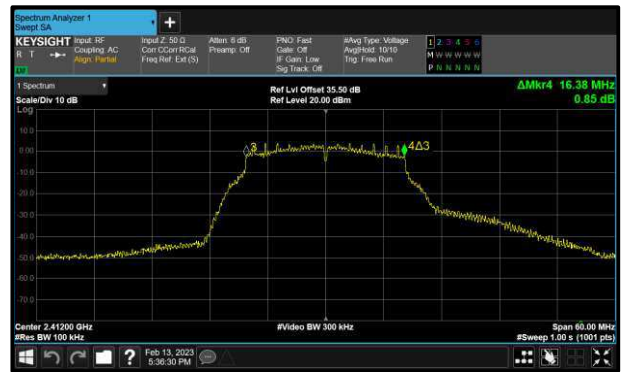 Spectrum Analyzer 1
Swept SA
KEYSIGHT
R T
Input: RF
Coupling: AC
Align: Partial
Input Z: 50 Ω
Corr CCorr RCal
Freq Ref: Ext (S)
Atten: 6 dB
Preamp: Off
PNO: Fast
Gate: Off
IF Gain: Low
Sig Track: Off
#Avg Type: Voltage
Avg|Hold: 10/10
Trig: Free Run
1 2 3 4 5 6
M W W W W W
P N N N N N
1 Spectrum
Scale/Div 10 dB
Ref Lvl Offset 35.50 dB
Ref Level 20.00 dBm
ΔMkr4 16.38 MHz
0.85 dB
Log
10.0
0.00
-10.0
-20.0
-30.0
-40.0
-50.0
-60.0
-70.0
3
4Δ3
Center 2.41200 GHz
#Res BW 100 kHz
#Video BW 300 kHz
Span 60.00 MHz
#Sweep 1.00 s (1001 pts)
?
Feb 13, 2023
5:36:30 PM